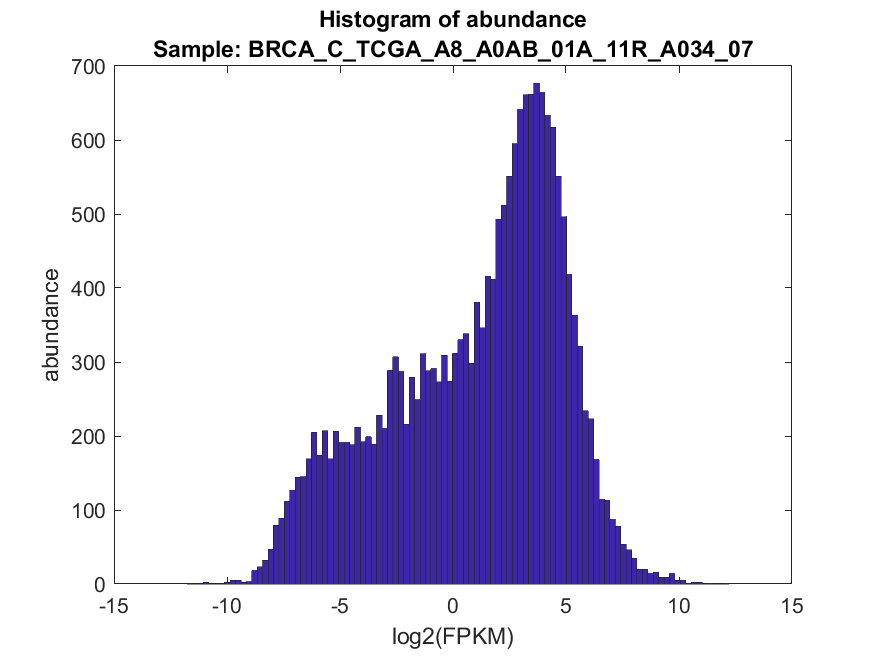 Histogram of abundance
Sample: BRCA_C_TCGA_A8_A0AB_01A_11R_A034_07
700
600
500
400
300
200
100
0
abundance
-15 -10 -5 0 5 10 15
log2(FPKM)